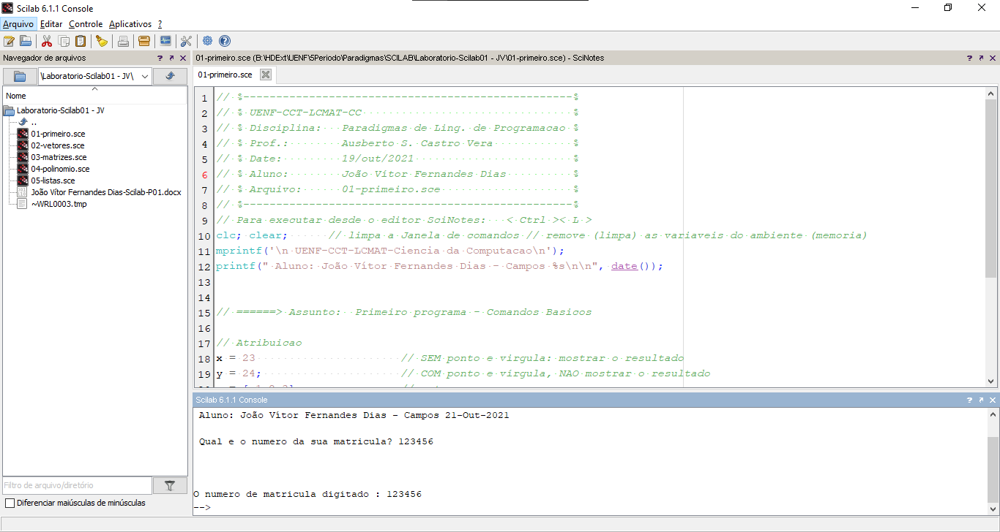 Scilab 6.1.1 Console
Arquivo Editar Controle Aplicativos ?
Navegador de arquivos
\Laboratorio-Scilab01 - JV\
Nome
Laboratorio-Scilab01 - JV
..
01-primeiro.sce
02-vetores.sce
03-matrizes.sce
04-polinomio.sce
05-listas.sce
João Vítor Fernandes Dias-Scilab-P01.docx
~WRL0003.tmp
Filtro de arquivo/diretório
Diferenciar maiúsculas de minúsculas
01-primeiro.sce (B:\HDExt\UENF\5Periodo\Paradigmas\SCILAB\Laboratorio-Scilab01 - JV\01-primeiro.sce) - SciNotes
01-primeiro.sce
1 // %--------------------------------------------------%
2 // % UENF-CCT-LCMAT-CC %
3 // % Disciplina: Paradigmas de Ling. de Programacao %
4 // % Prof.: Ausberto S. Castro Vera %
5 // % Date: 19/out/2021 %
6 // % Aluno: João Vítor Fernandes Dias %
7 // % Arquivo: 01-primeiro.sce %
8 // %--------------------------------------------------%
9 // Para executar desde o editor SciNotes: < Ctrl >< L >
10 clc; clear; // limpa a Janela de comandos // remove (limpa) as variaveis do ambiente (memoria)
11 mprintf('\n UENF-CCT-LCMAT-Ciencia da Computacao\n');
12 printf(" Aluno: João Vítor Fernandes Dias - Campos %s\n\n", date());
13
14
15 // ======> Assunto: Primeiro programa - Comandos Basicos
16
17 // Atribuicao
18 x = 23 // SEM ponto e virgula: mostrar o resultado
19 y = 24; // COM ponto e virgula, NAO mostrar o resultado
Scilab 6.1.1 Console
Aluno: João Vítor Fernandes Dias - Campos 21-Out-2021
Qual e o numero da sua matricula? 123456
O numero de matricula digitado : 123456
-->